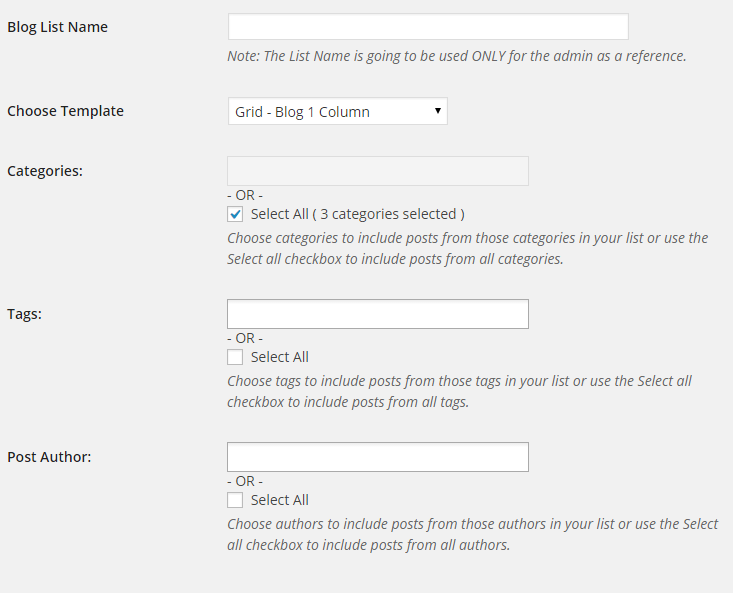 Blog List Name
Note: The List Name is going to be used ONLY for the admin as a reference.
Choose Template
Grid - Blog 1 Column
Categories:
- OR -
Select All ( 3 categories selected )
Choose categories to include posts from those categories in your list or use the
Select all checkbox to include posts from all categories.
Tags:
- OR -
Select All
Choose tags to include posts from those tags in your list or use the Select all
checkbox to include posts from all tags.
Post Author:
- OR -
Select All
Choose authors to include posts from those authors in your list or use the Select
all checkbox to include posts from all authors.